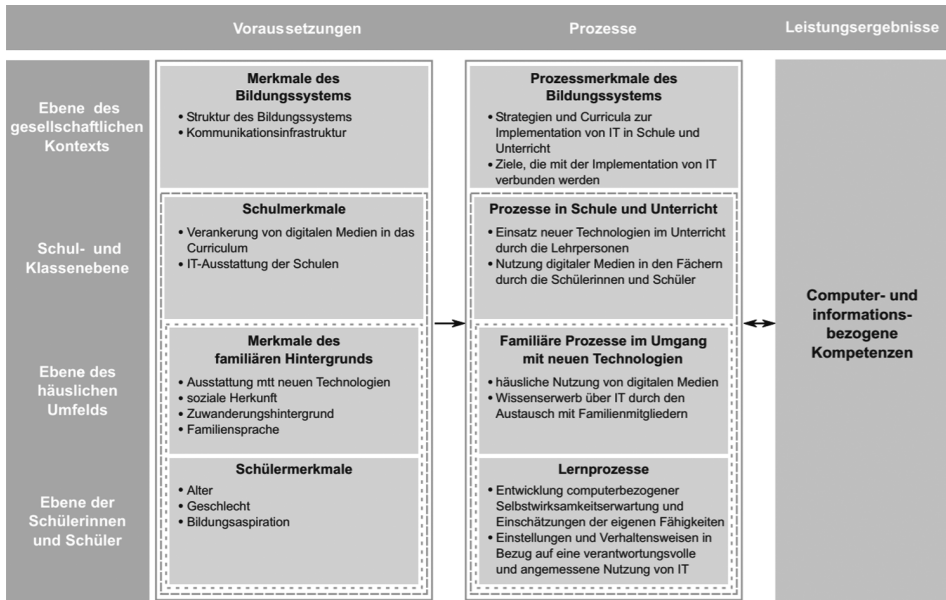 Voraussetzungen
Prozesse
Leistungsergebnisse
Ebene des
gesellschaftlichen
Kontexts
Merkmale des
Bildungssystems
• Struktur des Bildungssystems
• Kommunikationsinfrastruktur
Prozessmerkmale des
Bildungssystems
• Strategien und Curricula zur
Implementation von IT in Schule und
Unterricht
• Ziele, die mit der Implementation von IT
verbunden werden
Schul- und
Klassenebene
Schulmerkmale
• Verankerung von digitalen Medien in das
Curriculum
• IT-Ausstattung der Schulen
Prozesse in Schule und Unterricht
• Einsatz neuer Technologien im Unterricht
durch die Lehrpersonen
• Nutzung digitaler Medien in den Fächern
durch die Schülerinnen und Schüler
Computer- und
informations-
bezogene
Kompetenzen
Ebene des
häuslichen
Umfelds
Merkmale des
familiären Hintergrunds
• Ausstattung mtt neuen Technologien
• soziale Herkunft
• Zuwanderungshintergrund
• Familiensprache
Familiäre Prozesse im Umgang
mit neuen Technologien
• häusliche Nutzung von digitalen Medien
• Wissenserwerb über IT durch den
Austausch mit Familienmitgliedern
Ebene der
Schülerinnen
und Schüler
Schülermerkmale
• Alter
• Geschlecht
• Bildungsaspiration
Lernprozesse
• Entwicklung computerbezogener
Selbstwirksamkeitserwartung und
Einschätzungen der eigenen Fähigkeiten
• Einstellungen und Verhaltensweisen in
Bezug auf eine verantwortungsvolle
und angemessene Nutzung von IT